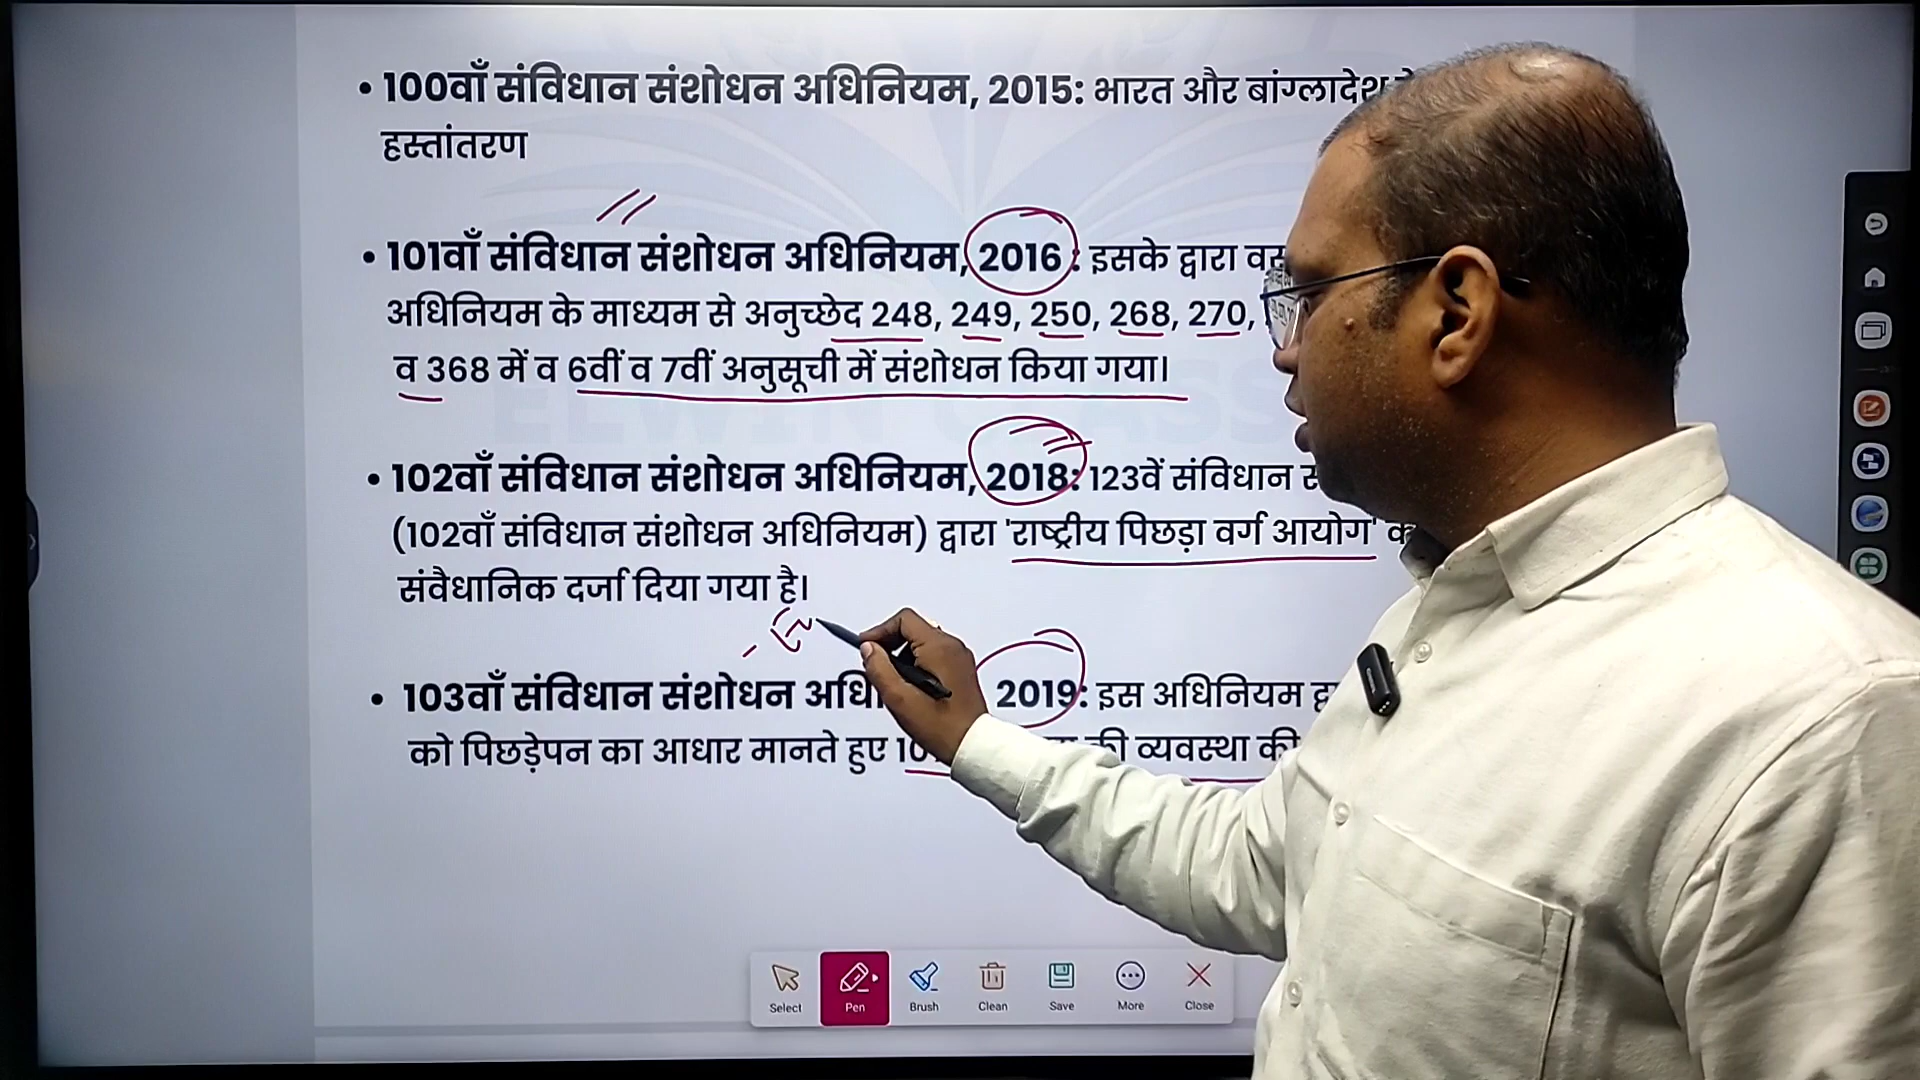 • 100वाँ संविधान संशोधन अधिनियम, 2015: भारत और बांग्लादेश
हस्तांतरण
• 101वाँ संविधान संशोधन अधिनियम, 2016 : इसके द्वारा
अधिनियम के माध्यम से अनुच्छेद 248, 249, 250, 268, 270,
व 368 में व 6वीं व 7वीं अनुसूची में संशोधन किया गया।
• 102वाँ संविधान संशोधन अधिनियम, 2018: 123वें संविधान
(102वाँ संविधान संशोधन अधिनियम) द्वारा 'राष्ट्रीय पिछड़ा वर्ग आयोग'
संवैधानिक दर्जा दिया गया है।
• 103वाँ संविधान संशोधन 2019: इस अधिनियम
को पिछड़ेपन का आधार मानते हुए की व्यवस्था की
Select Pen Brush Clean Save More Close